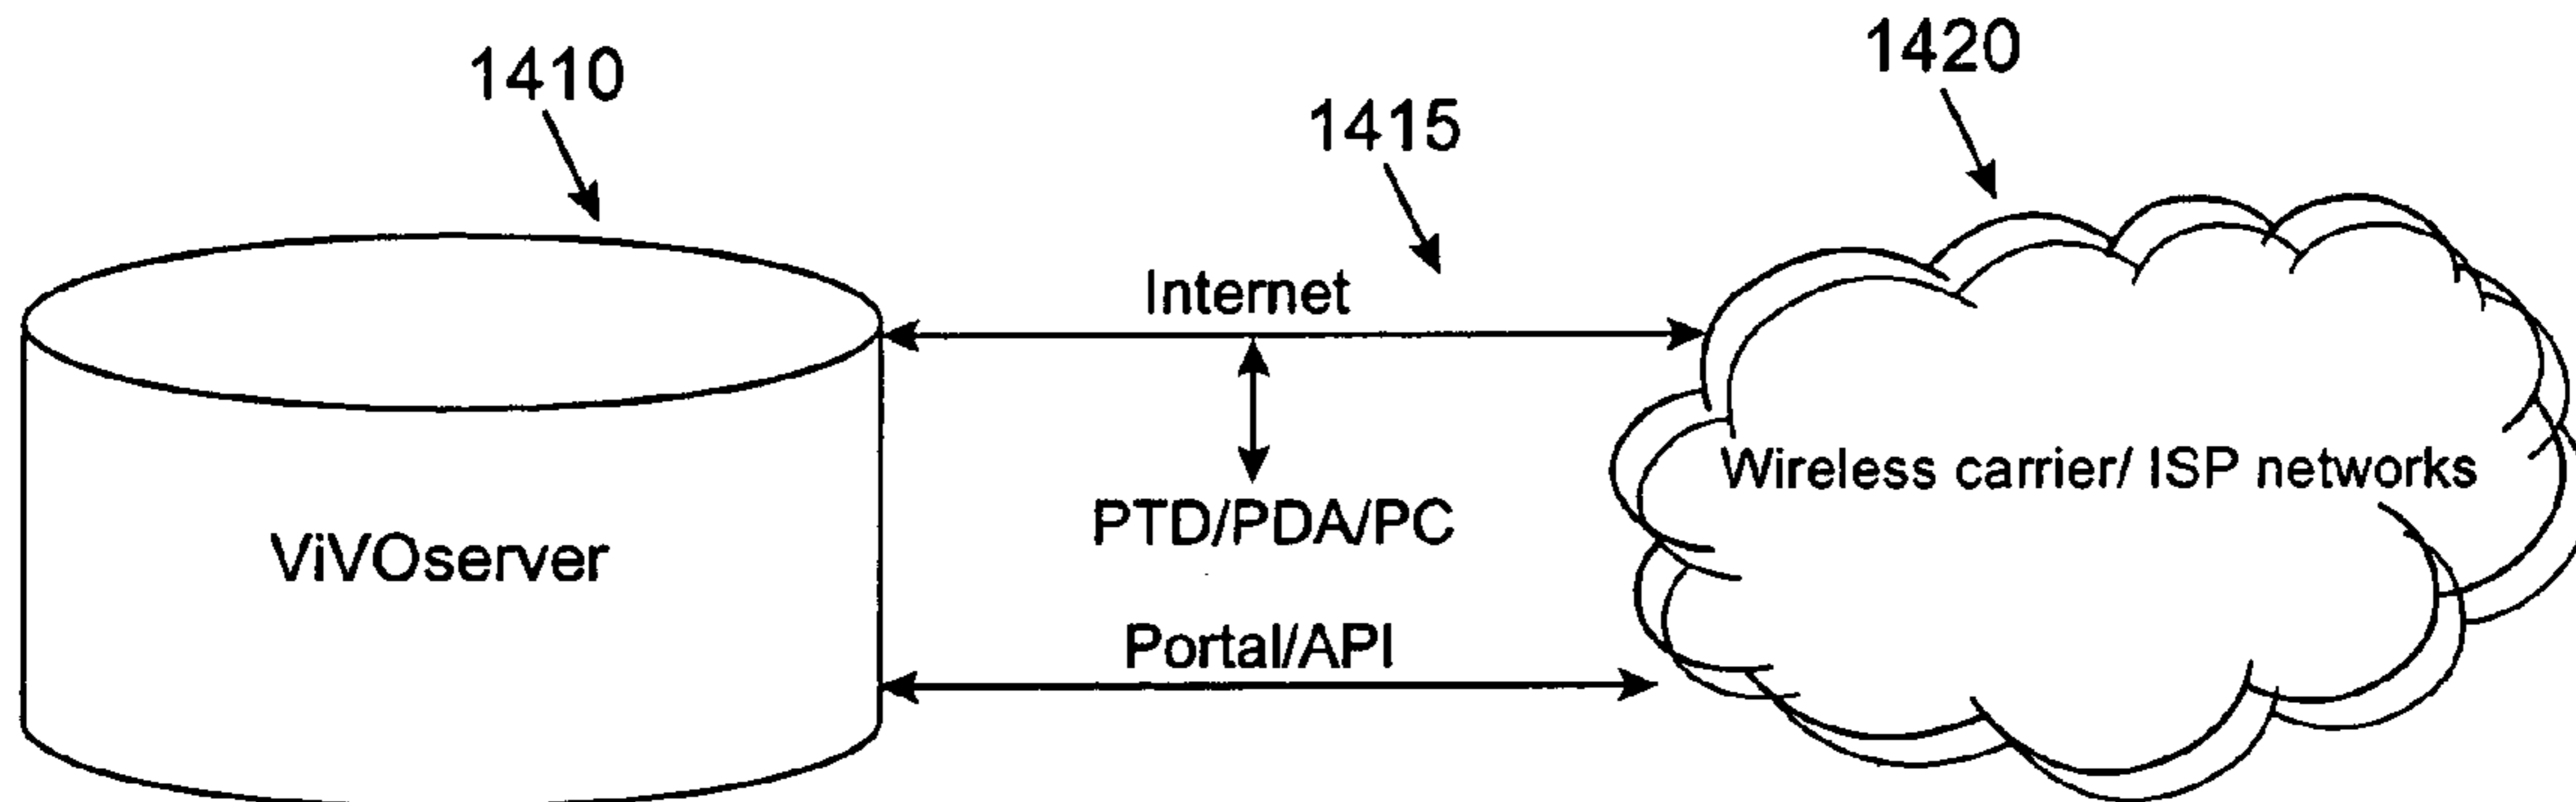 1410
1415
1420
Internet
PTD/PDA/PC
Portal/API
ViVOserver
Wireless carrier/ ISP networks